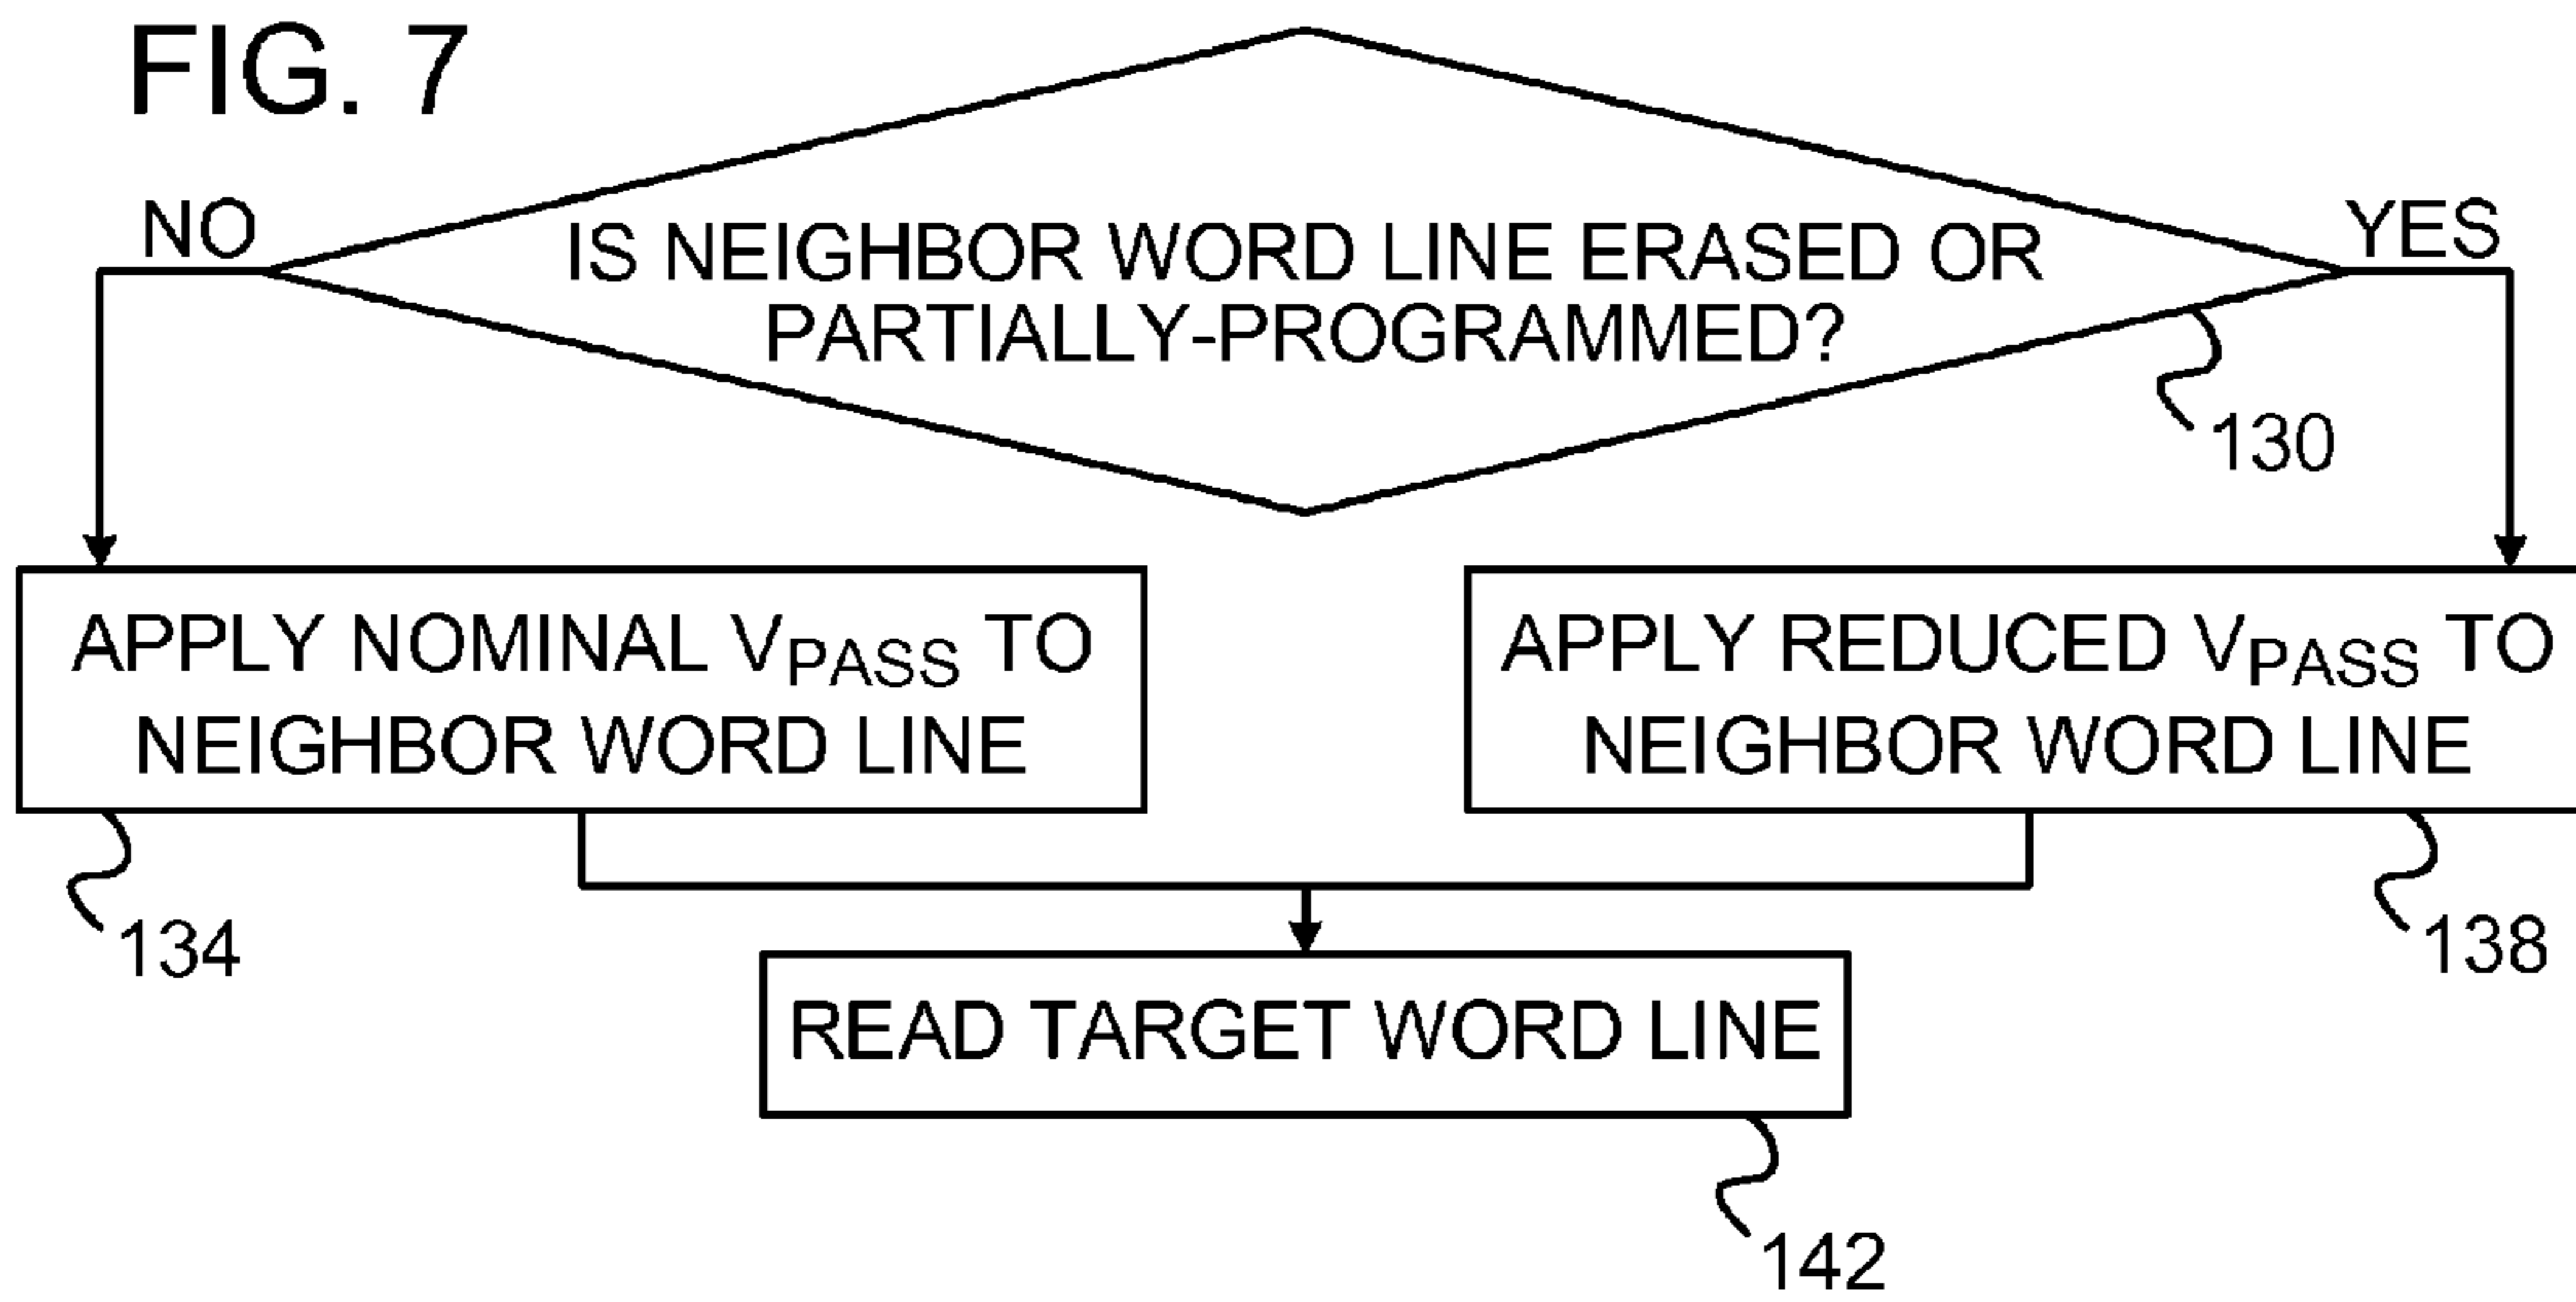 FIG. 7
NO
YES
IS NEIGHBOR WORD LINE ERASED OR
PARTIALLY-PROGRAMMED?
130
APPLY NOMINAL VPASS TO
NEIGHBOR WORD LINE
APPLY REDUCED VPASS TO
NEIGHBOR WORD LINE
134
138
READ TARGET WORD LINE
142